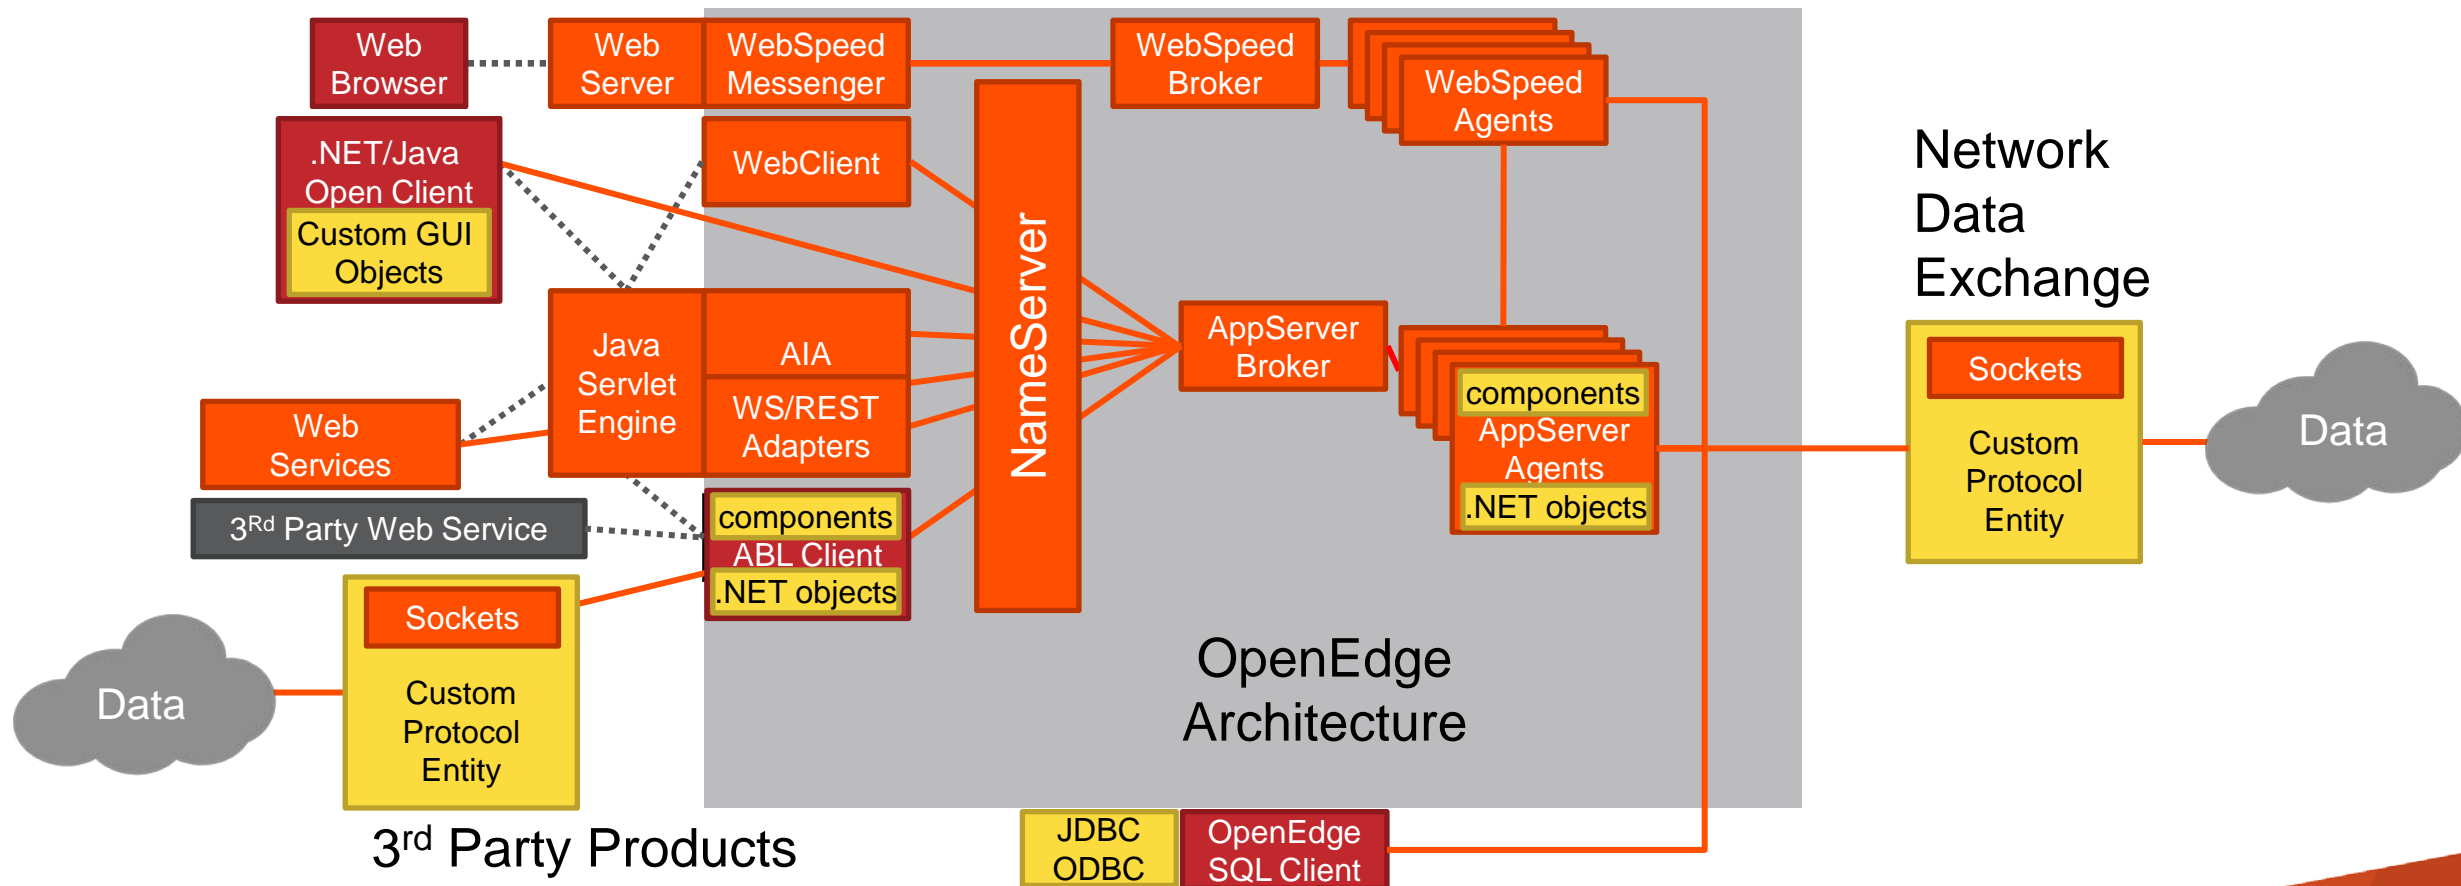 Web
Browser
Web
Server
WebSpeed
Messenger
WebSpeed
Broker
WebSpeed
Agents
.NET/Java
Open Client
Custom GUI
Objects
WebClient
NameServer
Network
Data
Exchange
Java
Servlet
Engine
AIA
WS/REST
Adapters
AppServer
Broker
components
AppServer
Agents
.NET objects
Sockets
Custom
Protocol
Entity
Data
Web
Services
3Rd Party Web Service
components
ABL Client
.NET objects
Sockets
Custom
Protocol
Entity
Data
OpenEdge
Architecture
3rd Party Products
JDBC
ODBC
OpenEdge
SQL Client